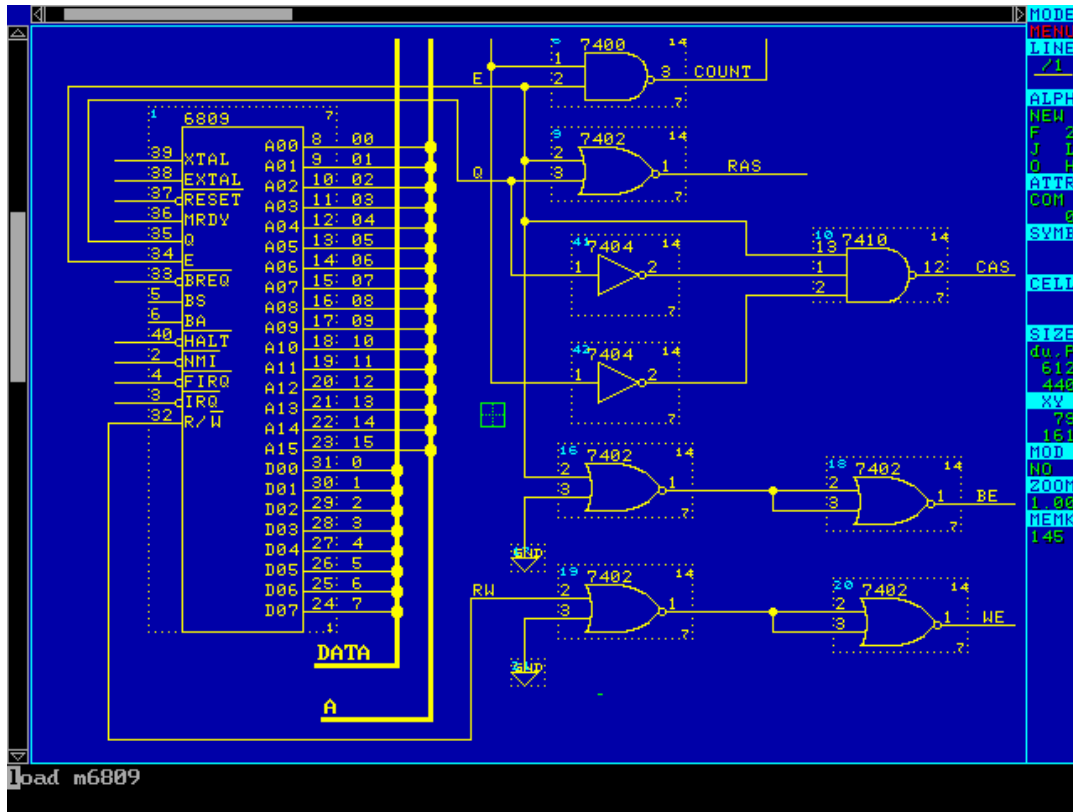 MODE
MENU
LINE
/1
ALPH
NEW
F 2
J L
O H
ATTR
COM
0
SYMB
CELL
SIZE
du.P
612
440
XY
79
161
MOD
NO
ZOOM
1.00
MEMK
145
7400
14
1
2
3
7
E
COUNT
9
7402
14
2
3
1
7
Q
RAS
1
6809
7
39 XTAL
38 EXTAL
37 RESET
36 MRDY
35 Q
34 E
33 BREQ
5 BS
6 BA
40 HALT
2 NMI
4 FIRQ
3 IRQ
32 R/W
A00 8 00
A01 9 01
A02 10 02
A03 11 03
A04 12 04
A05 13 05
A06 14 06
A07 15 07
A08 16 08
A09 17 09
A10 18 10
A11 19 11
A12 20 12
A13 21 13
A14 22 14
A15 23 15
D00 31 0
D01 30 1
D02 29 2
D03 28 3
D04 27 4
D05 26 5
D06 25 6
D07 24 7
1
DATA
A
41
7404
14
1
2
7
10
7410
14
13
1
2
12
7
CAS
42
7404
14
1
2
7
16
7402
14
2
3
1
7
18
7402
14
2
3
1
7
BE
GND
RW
19
7402
14
2
3
1
7
20
7402
14
2
3
1
7
WE
GND
load m6809